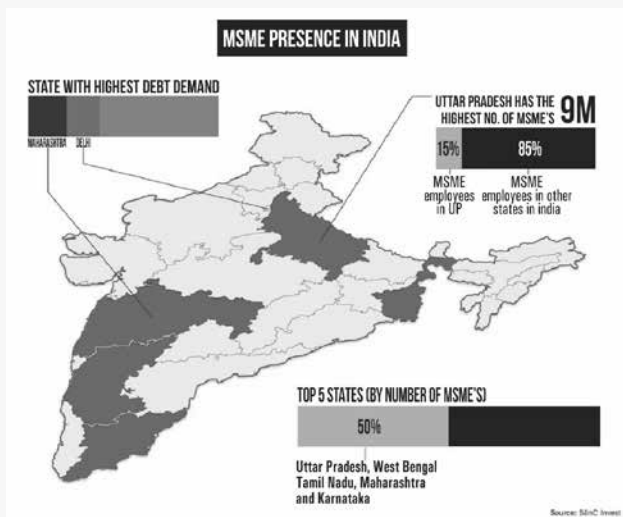 MSME PRESENCE IN INDIA
STATE WITH HIGHEST DEBT DEMAND
MAHARASHTRA DELHI
UTTAR PRADESH HAS THE
HIGHEST NO. OF MSME'S 9M
15% 85%
MSME
employees
in UP
MSME
employees in other
states in india
TOP 5 STATES (BY NUMBER OF MSME'S)
50%
Uttar Pradesh, West Bengal
Tamil Nadu, Maharashtra
and Karnataka
Source: Invest